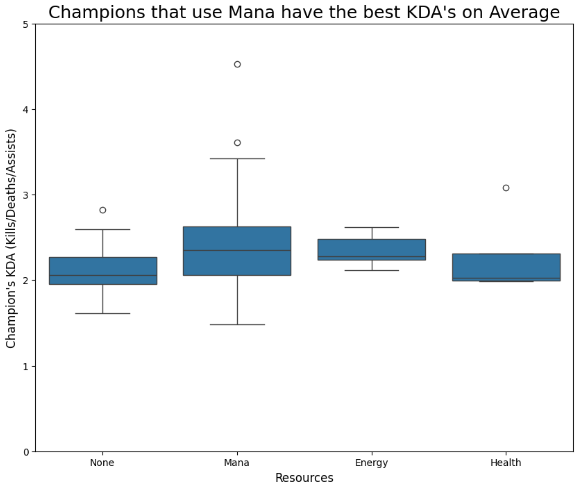 Champions that use Mana have the best KDA's on Average
Champion's KDA (Kills/Deaths/Assists)
5
4
3
2
1
0
None Mana Energy Health
Resources